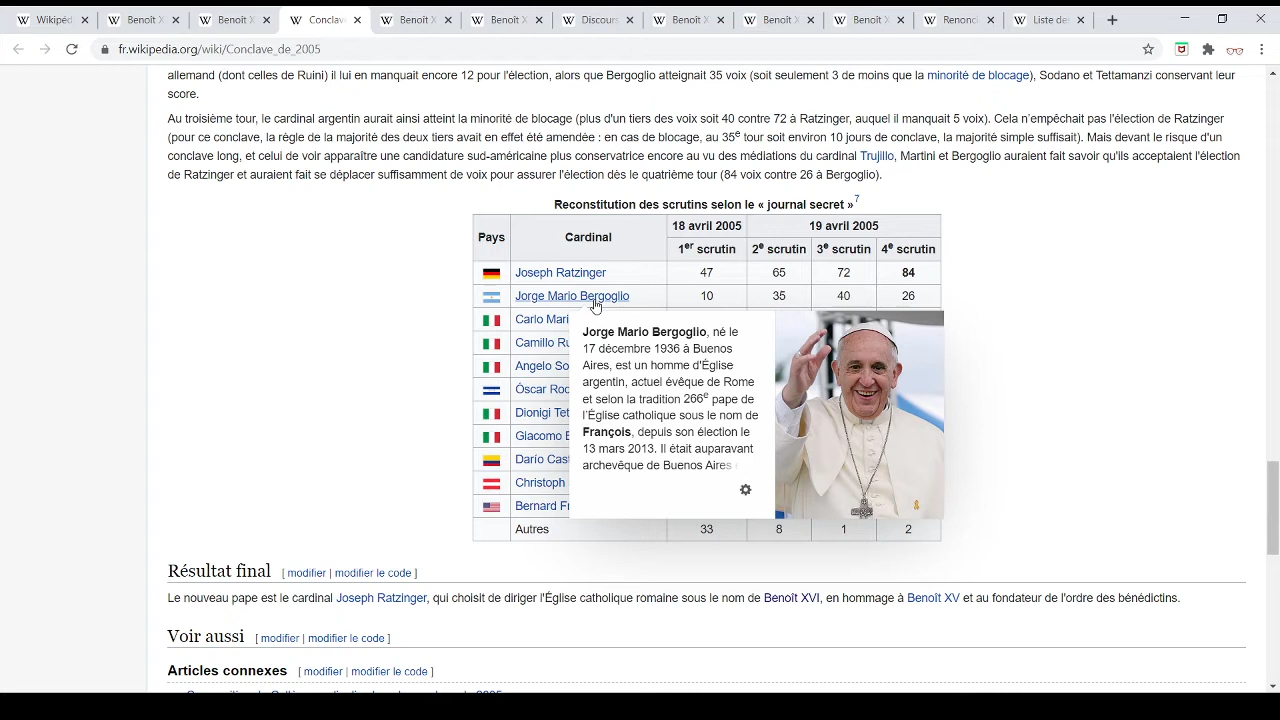 Wikipéd
Benoît X
Benoît X
Conclav
Benoît X
Benoît X
Discours
Benoît X
Benoît X
Benoît X
Renonci
Liste des
fr.wikipedia.org/wiki/Conclave_de_2005
allemand (dont celles de Ruini) il lui en manquait encore 12 pour l'élection, alors que Bergoglio atteignait 35 voix (soit seulement 3 de moins que la minorité de blocage), Sodano et Tettamanzi conservant leur
score.
Au troisième tour, le cardinal argentin aurait ainsi atteint la minorité de blocage (plus d'un tiers des voix soit 40 contre 72 à Ratzinger, auquel il manquait 5 voix). Cela n'empêchait pas l'élection de Ratzinger
(pour ce conclave, la règle de la majorité des deux tiers avait en effet été amendée : en cas de blocage, au 35e tour soit environ 10 jours de conclave, la majorité simple suffisait). Mais devant le risque d'un
conclave long, et celui de voir apparaître une candidature sud-américaine plus conservatrice encore au vu des médiations du cardinal Trujillo, Martini et Bergoglio auraient fait savoir qu'ils acceptaient l'élection
de Ratzinger et auraient fait se déplacer suffisamment de voix pour assurer l'élection dès le quatrième tour (84 voix contre 26 à Bergoglio).
Reconstitution des scrutins selon le « journal secret »7
Pays Cardinal 18 avril 2005 19 avril 2005
1er scrutin 2e scrutin 3e scrutin 4e scrutin
Joseph Ratzinger 47 65 72 84
Jorge Mario Bergoglio 10 35 40 26
Carlo Mari
Camillo Ru
Angelo So
Óscar Rod
Dionigi Tet
Giacomo B
Darío Cast
Christoph
Bernard Fr
Jorge Mario Bergoglio, né le
17 décembre 1936 à Buenos
Aires, est un homme d'Église
argentin, actuel évêque de Rome
et selon la tradition 266e pape de
l'Église catholique sous le nom de
François, depuis son élection le
13 mars 2013. Il était auparavant
archevêque de Buenos Aires
Autres 33 8 1 2
Résultat final [ modifier | modifier le code ]
Le nouveau pape est le cardinal Joseph Ratzinger, qui choisit de diriger l'Église catholique romaine sous le nom de Benoît XVI, en hommage à Benoît XV et au fondateur de l'ordre des bénédictins.
Voir aussi [ modifier | modifier le code ]
Articles connexes [ modifier | modifier le code ]